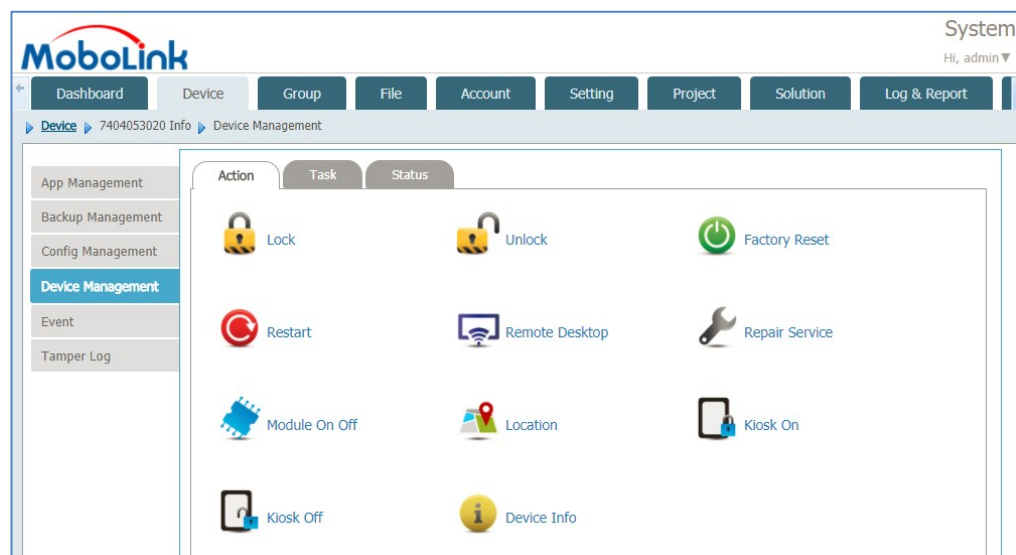 System
MoboLink
Hi, admin▼
Dashboard Device Group File Account Setting Project Solution Log & Report
Device 7404053020 Info Device Management
Action Task Status
App Management
Backup Management
Config Management
Device Management
Event
Tamper Log
Lock Unlock Factory Reset
Restart Remote Desktop Repair Service
Module On Off Location Kiosk On
Kiosk Off Device Info